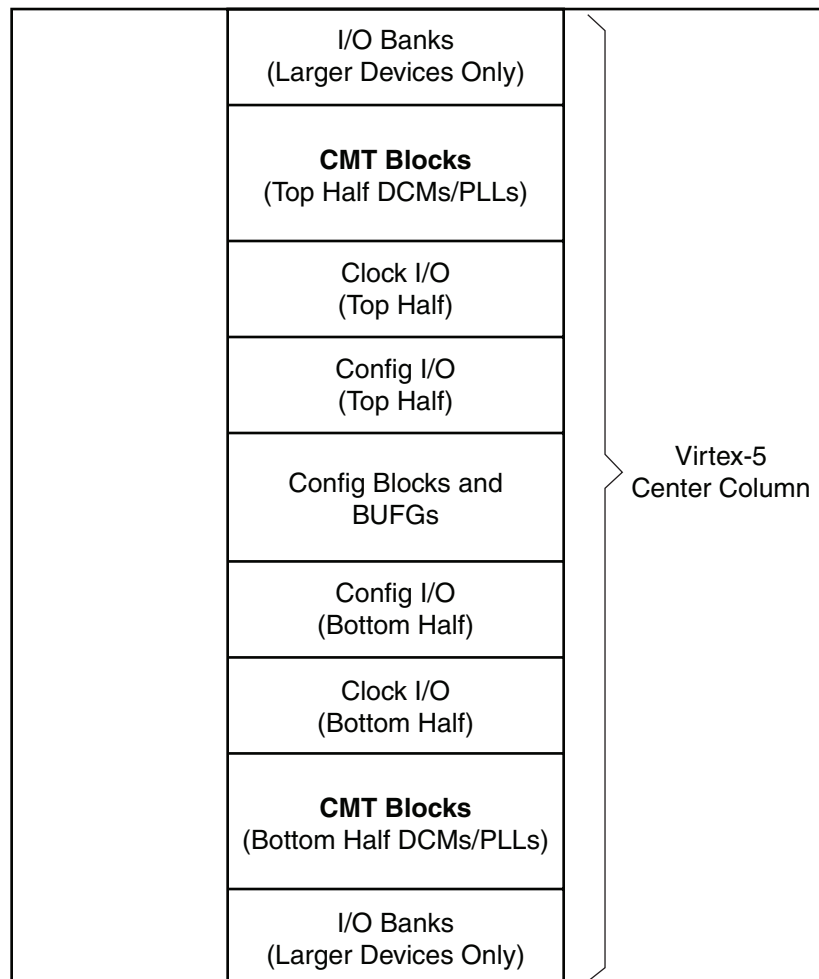 I/O Banks
(Larger Devices Only)
CMT Blocks
(Top Half DCMs/PLLs)
Clock I/O
(Top Half)
Config I/O
(Top Half)
Config Blocks and
BUFGs
Config I/O
(Bottom Half)
Clock I/O
(Bottom Half)
CMT Blocks
(Bottom Half DCMs/PLLs)
I/O Banks
(Larger Devices Only)
Virtex-5
Center Column